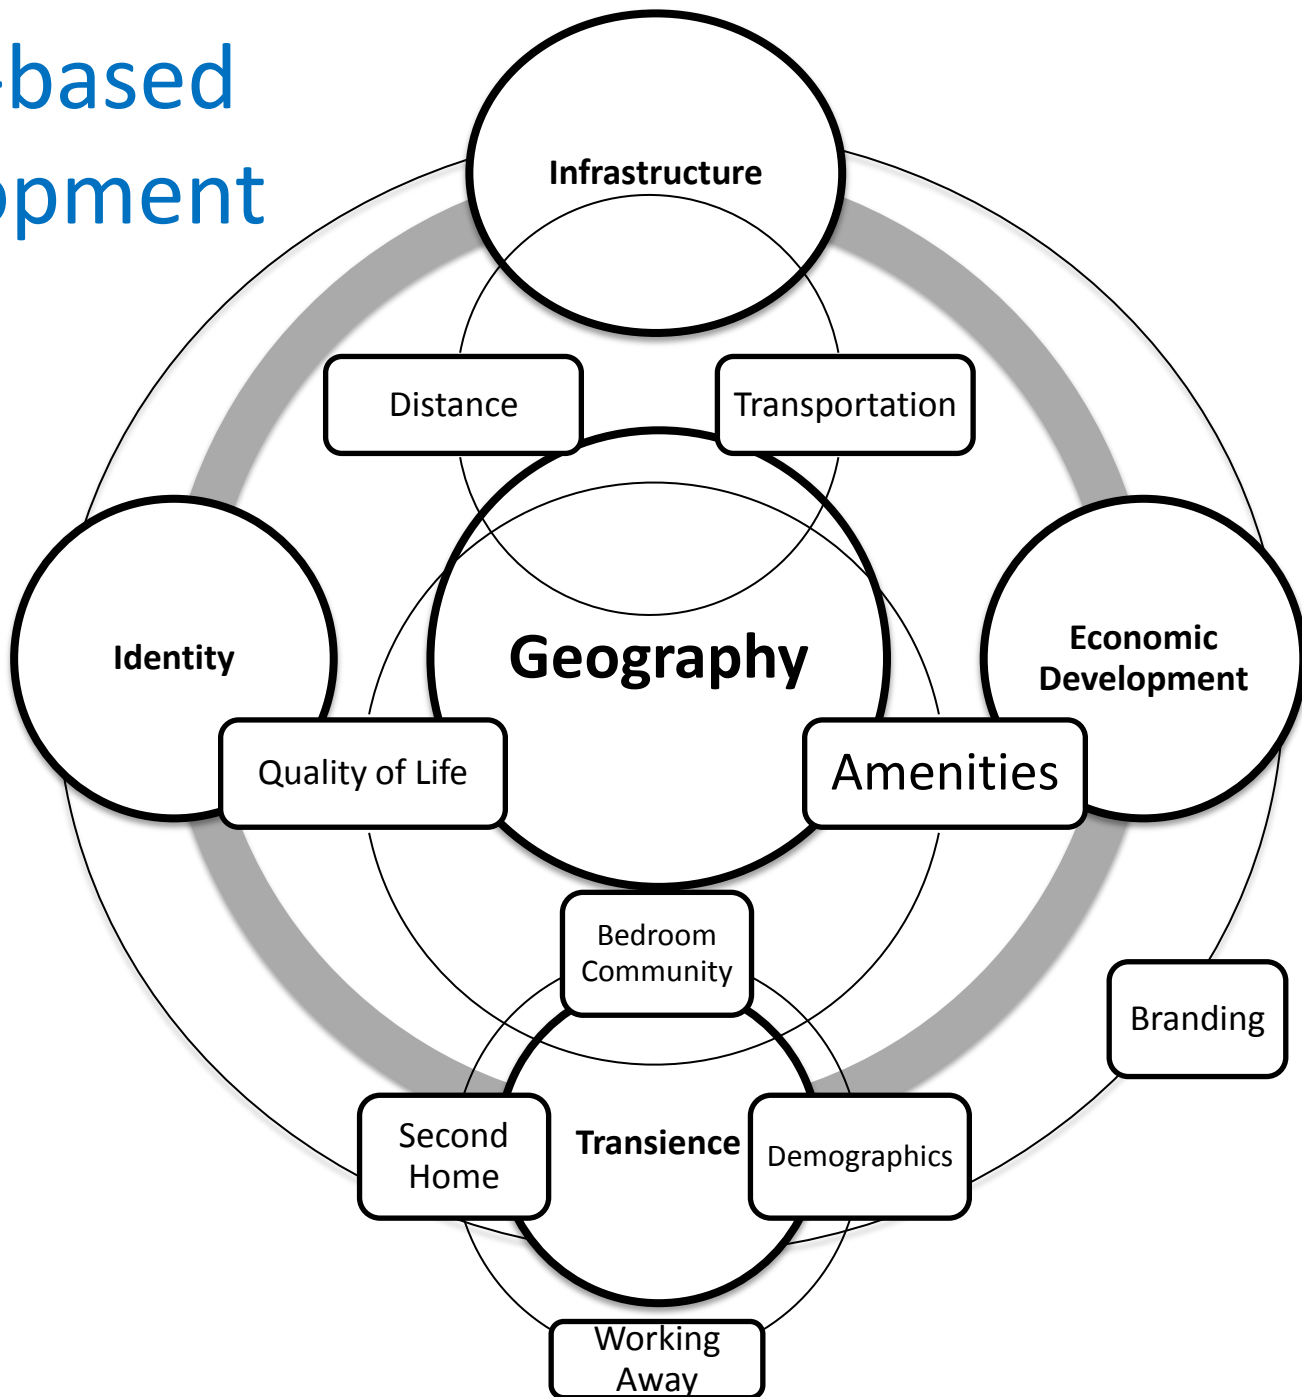 -based
opment
Infrastructure
Distance
Transportation
Identity
Geography
Economic
Development
Quality of Life
Amenities
Bedroom
Community
Branding
Second
Home
Transience
Demographics
Working
Away